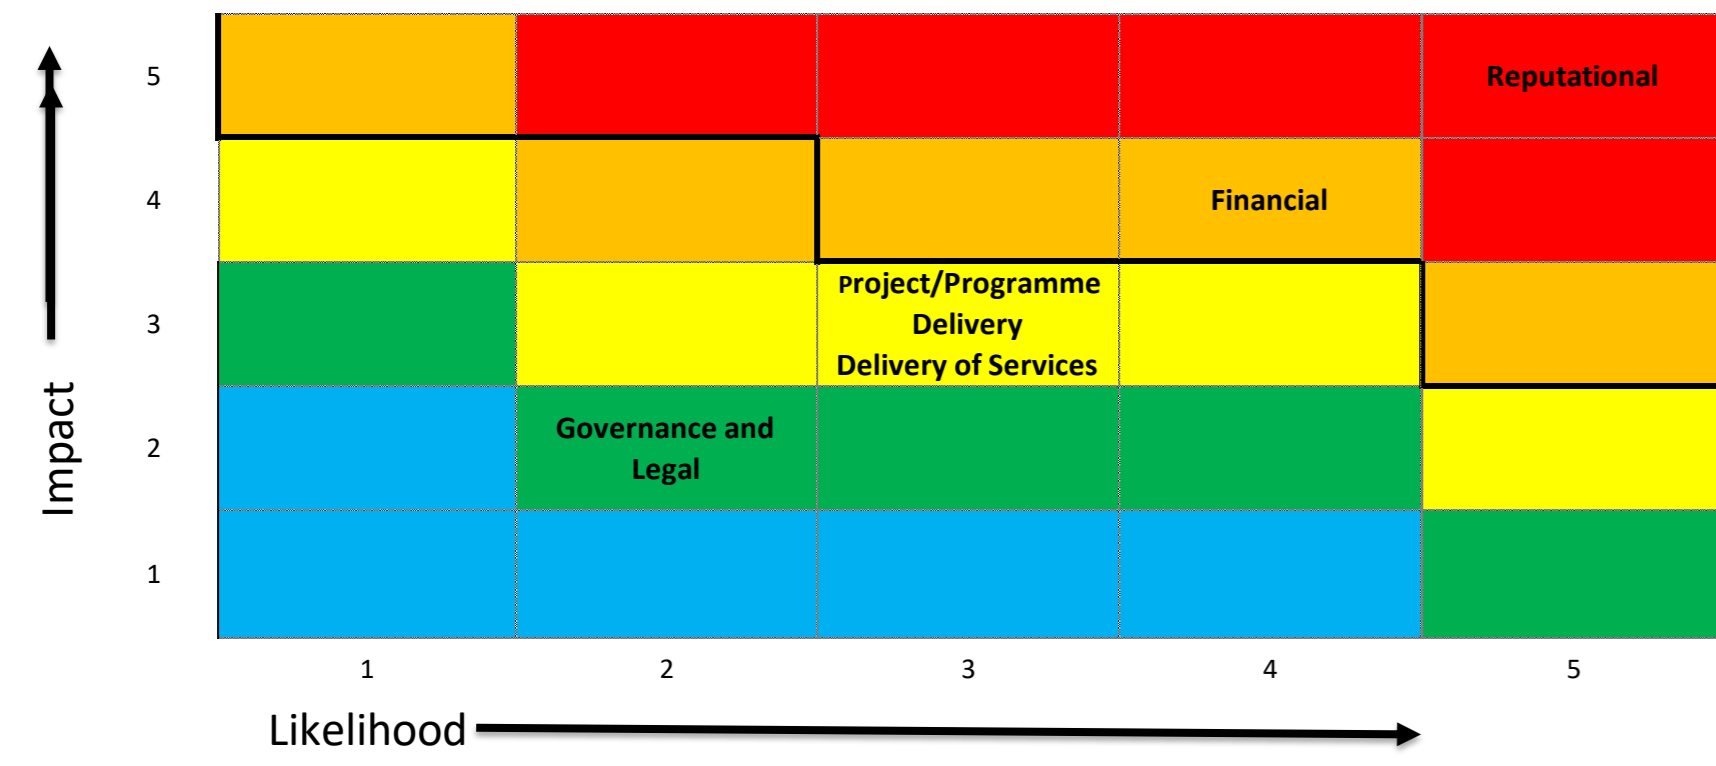 5
Reputational
4
Financial
3
Project/Programme
Delivery
Delivery of Services
2
Governance and
Legal
1
1 2 3 4 5
Likelihood
Impact